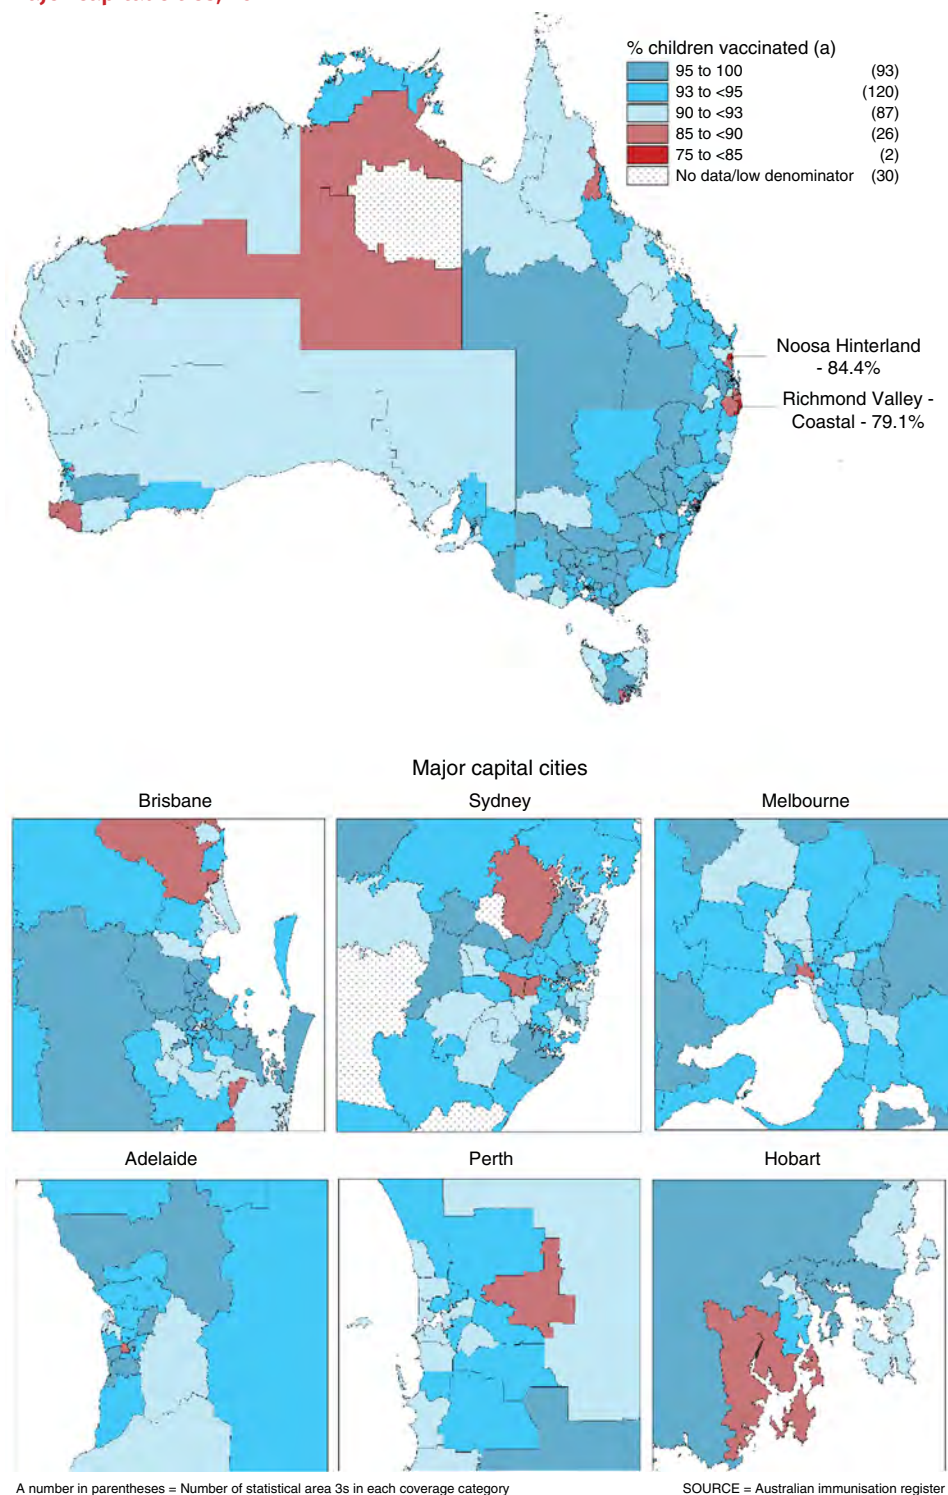 % children vaccinated (a)
95 to 100 (93)
93 to <95 (120)
90 to <93 (87)
85 to <90 (26)
75 to <85 (2)
No data/low denominator (30)
Noosa Hinterland
- 84.4%
Richmond Valley -
Coastal - 79.1%
Major capital cities
Brisbane
Sydney
Melbourne
Adelaide
Perth
Hobart
A number in parentheses = Number of statistical area 3s in each coverage category
SOURCE = Australian immunisation register